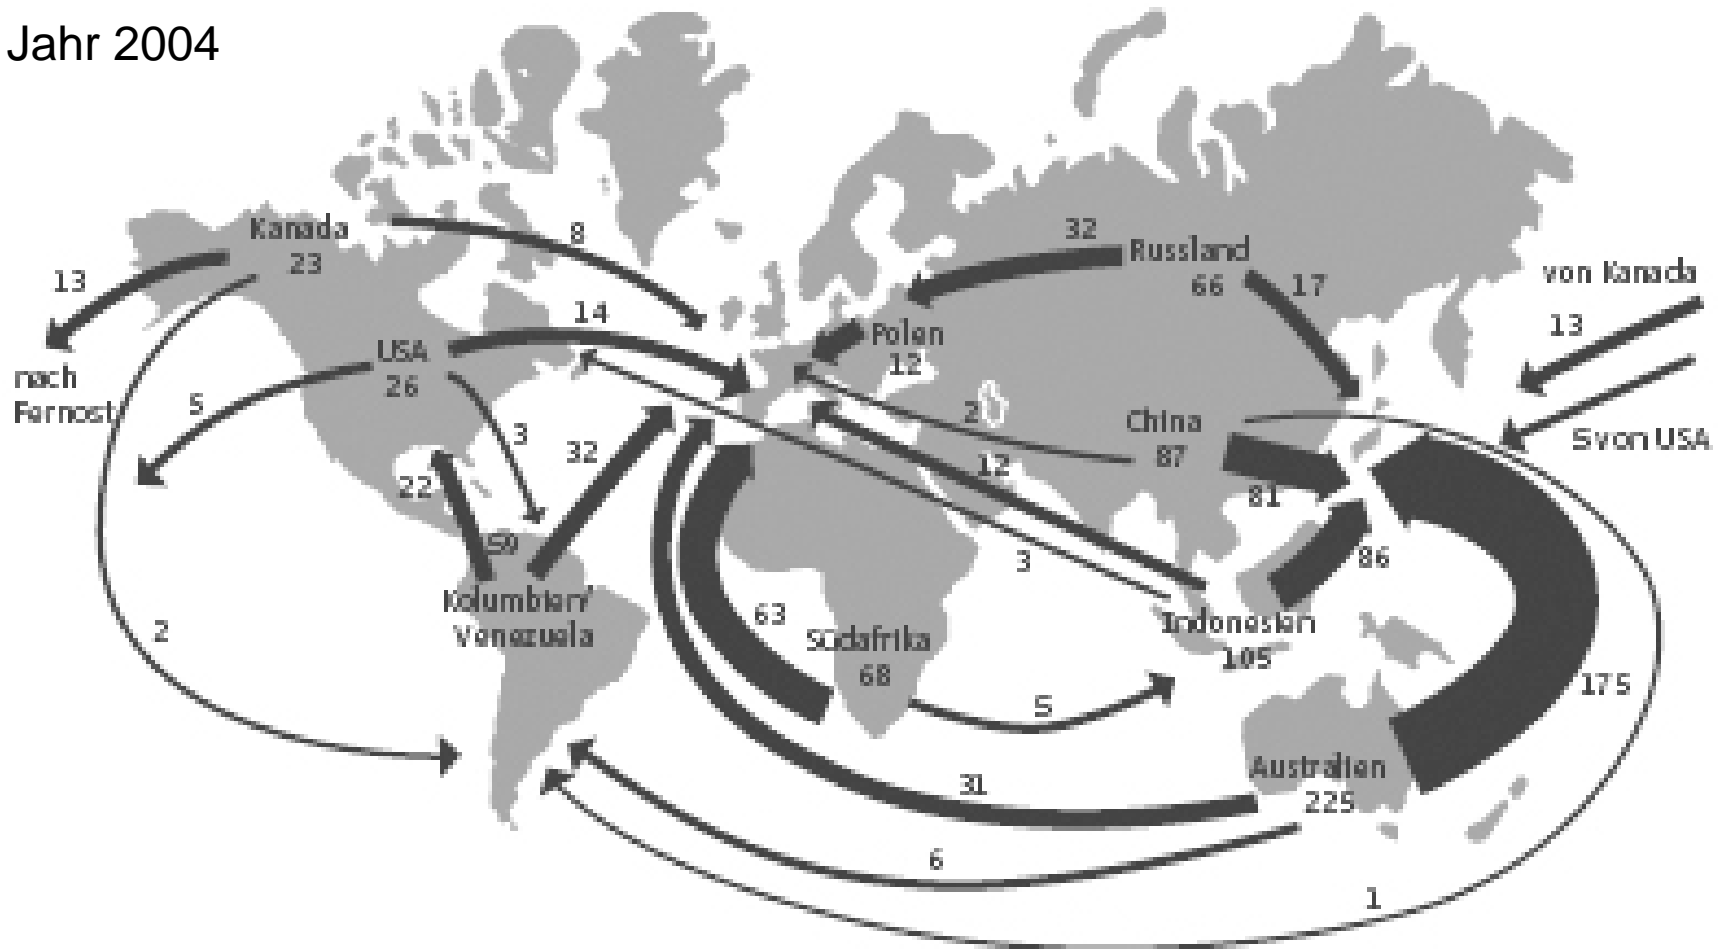 Jahr 2004
Kanada
23
8
13
32
Russland
66
17
von Kanada
13
14
Polen
12
USA
26
nach
Fernost
5
3
32
2
China
87
5 von USA
22
12
81
59
3
86
Kolumbien/
Venezuela
2
63
Südafrika
68
Indonesien
105
175
5
Australien
225
31
6
1